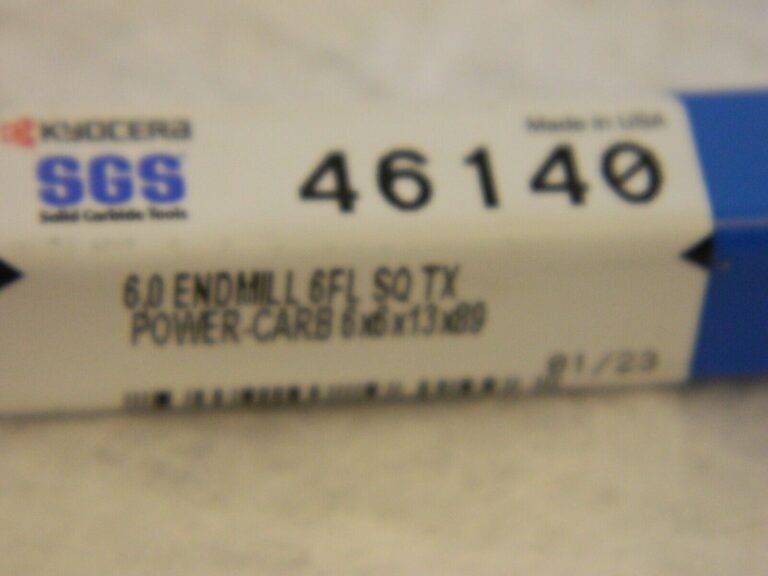 KYOCERA
Made in USA
SGS
Solid Carbide Tools
46140
6.0 ENDMILL 6FL SQ TX
POWER-CARB 6x6x13x89
01/23